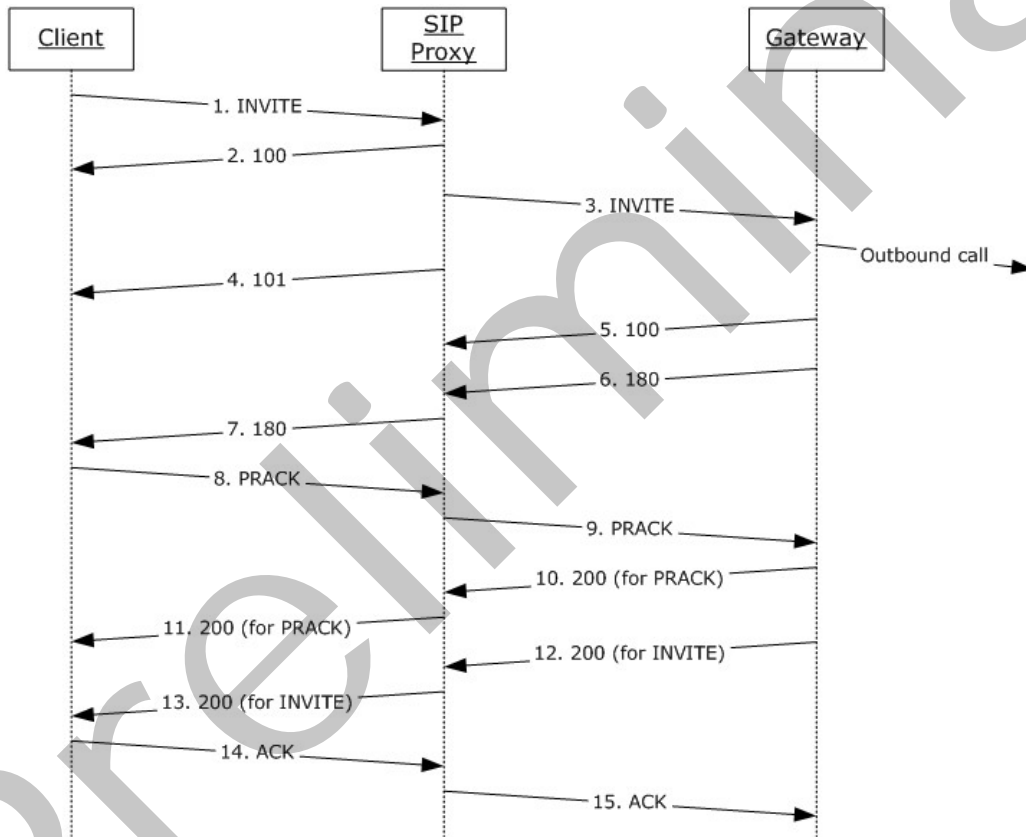 Client
SIP
Proxy
Gateway
1. INVITE
2. 100
3. INVITE
Outbound call
4. 101
5. 100
6. 180
7. 180
8. PRACK
9. PRACK
10. 200 (for PRACK)
11. 200 (for PRACK)
12. 200 (for INVITE)
13. 200 (for INVITE)
14. ACK
15. ACK
Prelimina